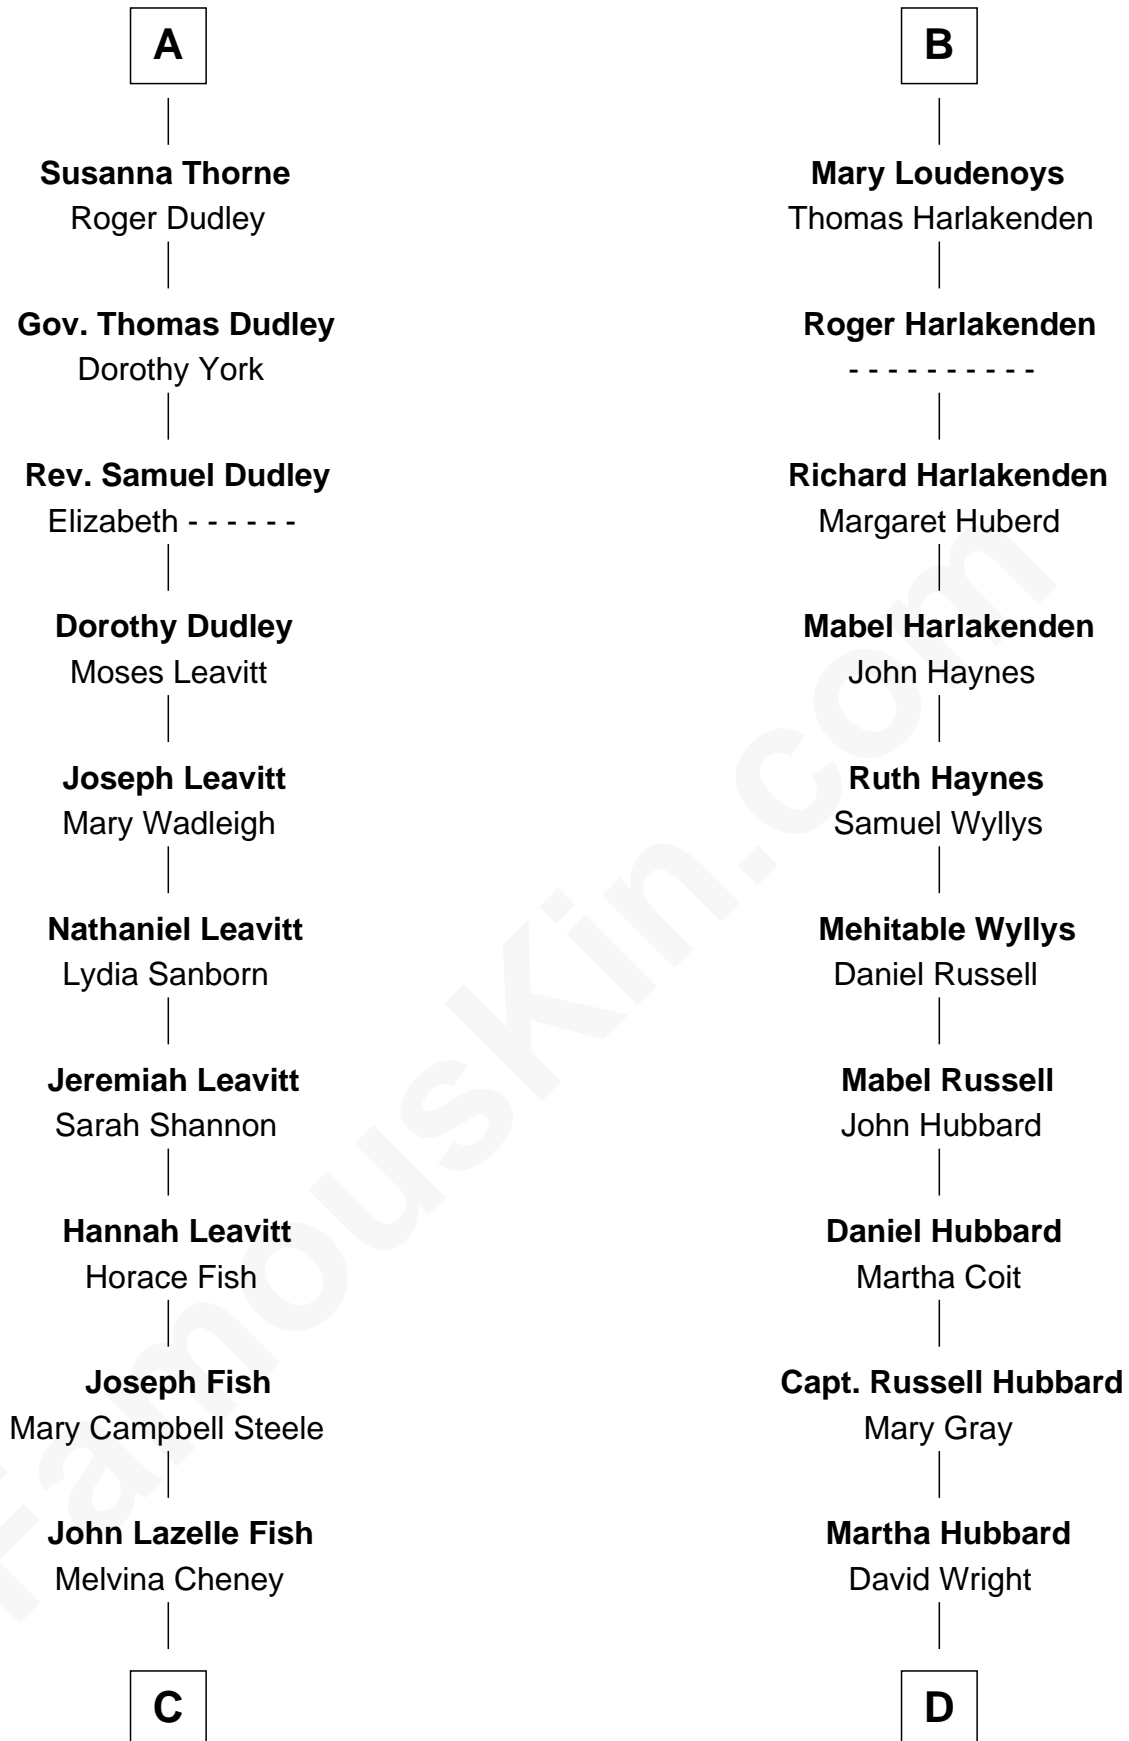 A
Susanna Thorne
Roger Dudley
Gov. Thomas Dudley
Dorothy York
Rev. Samuel Dudley
Elizabeth - - - - - -
Dorothy Dudley
Moses Leavitt
Joseph Leavitt
Mary Wadleigh
Nathaniel Leavitt
Lydia Sanborn
Jeremiah Leavitt
Sarah Shannon
Hannah Leavitt
Horace Fish
Joseph Fish
Mary Campbell Steele
John Lazelle Fish
Melvina Cheney
C
B
Mary Loudenoys
Thomas Harlakenden
Roger Harlakenden
- - - - - - - - - -
Richard Harlakenden
Margaret Huberd
Mabel Harlakenden
John Haynes
Ruth Haynes
Samuel Wyllys
Mehitable Wyllys
Daniel Russell
Mabel Russell
John Hubbard
Daniel Hubbard
Martha Coit
Capt. Russell Hubbard
Mary Gray
Martha Hubbard
David Wright
D
FamousKin.com